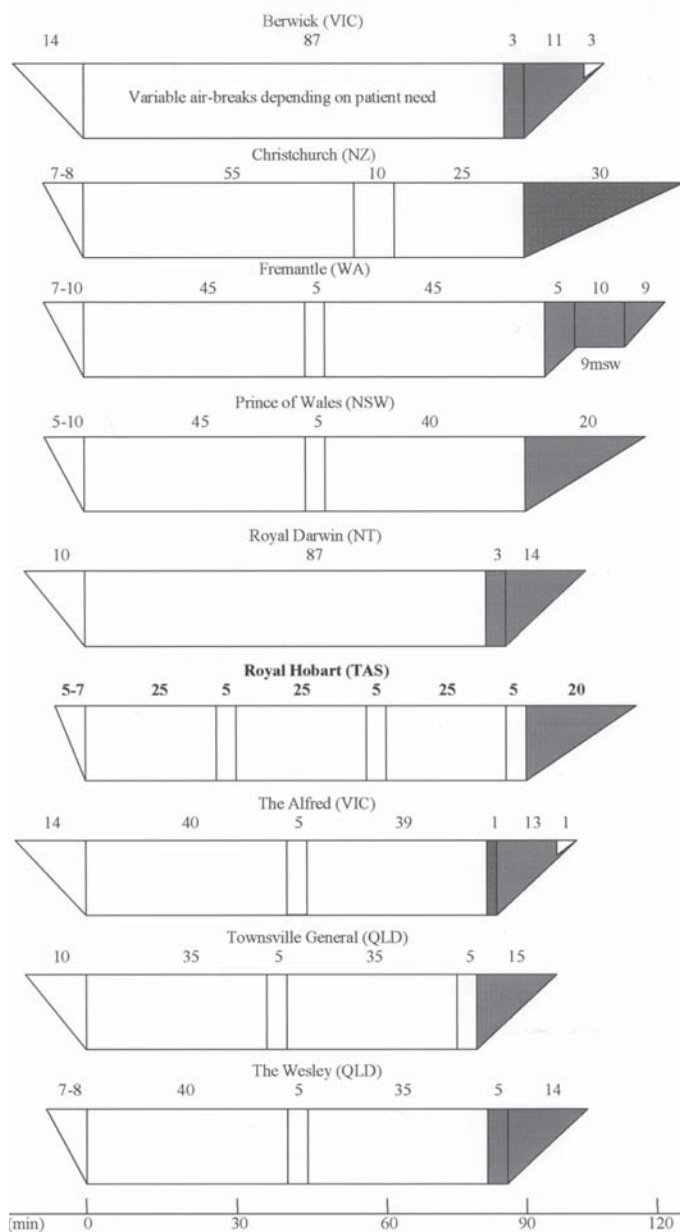 Berwick (VIC)
14 87 3 11 3
Variable air-breaks depending on patient need
Christchurch (NZ)
7-8 55 10 25 30
Fremantle (WA)
7-10 45 5 45 5 10 9
9msw
Prince of Wales (NSW)
5-10 45 5 40 20
Royal Darwin (NT)
10 87 3 14
Royal Hobart (TAS)
5-7 25 5 25 5 25 5 20
The Alfred (VIC)
14 40 5 39 1 13 1
Townsville General (QLD)
10 35 5 35 5 15
The Wesley (QLD)
7-8 40 5 35 5 14
(min) 0 30 60 90 120